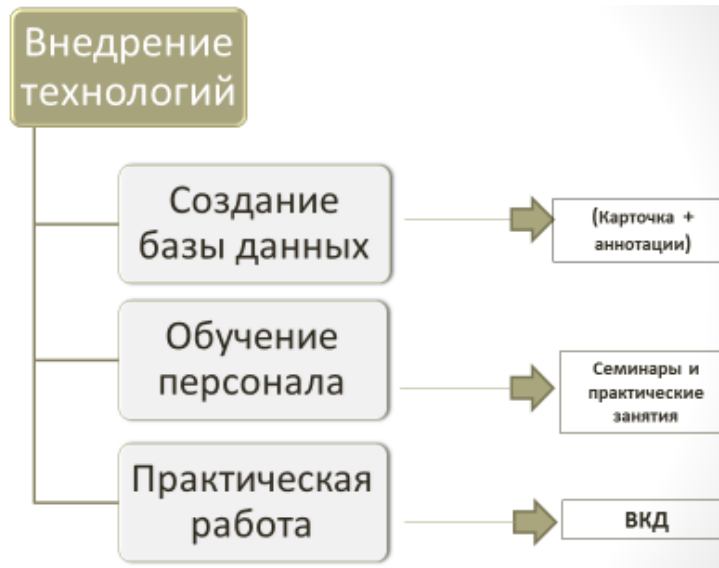 Внедрение
технологий
Создание
базы данных
(Карточка +
аннотации)
Обучение
персонала
Семинары и
практические
занятия
Практическая
работа
ВКД